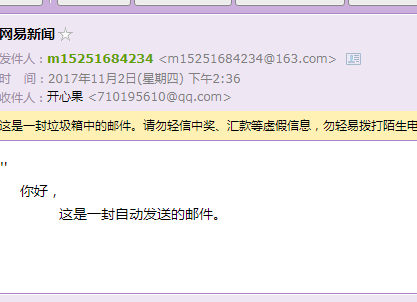 网易新闻☆
发件人：m15251684234 <m15251684234@163.com>
时 间：2017年11月2日(星期四) 下午2:36
收件人：开心果 <710195610@qq.com>
这是一封垃圾箱中的邮件。请勿轻信中奖、汇款等虚假信息，勿轻易拨打陌生电
"
你好，
这是一封自动发送的邮件。